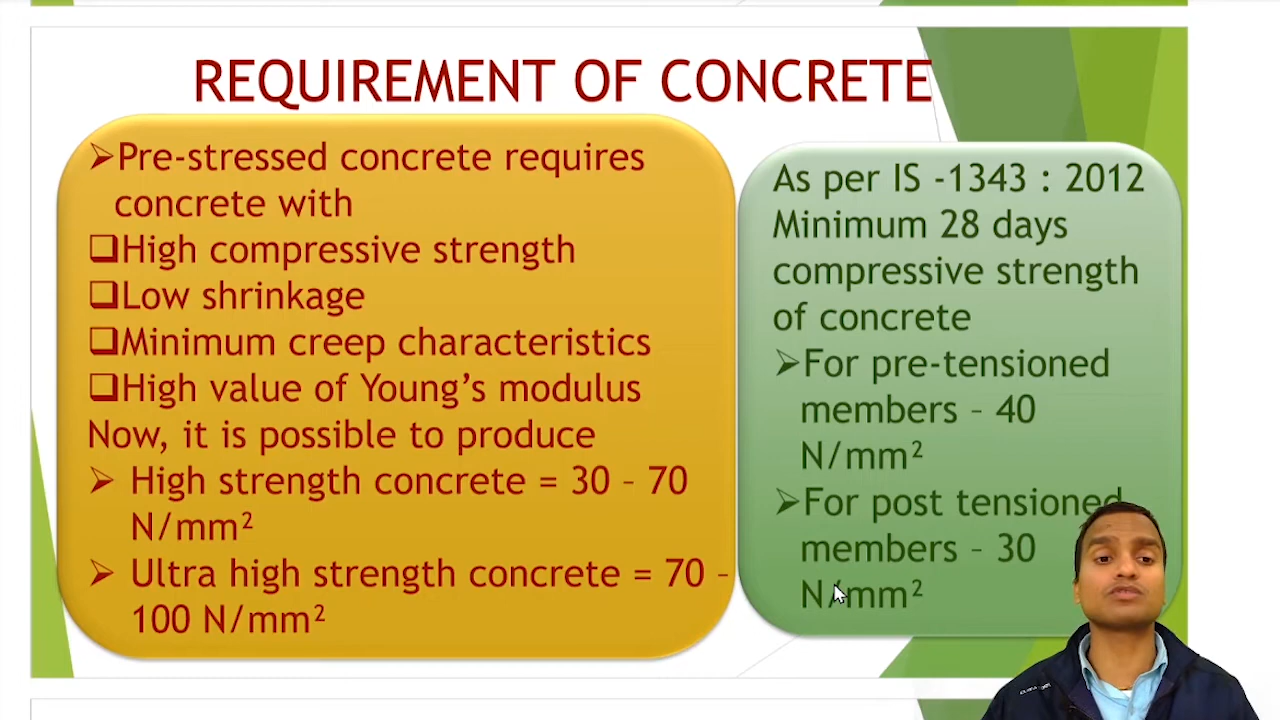 REQUIREMENT OF CONCRETE
➢Pre-stressed concrete requires
concrete with
❑High compressive strength
❑Low shrinkage
❑Minimum creep characteristics
❑High value of Young’s modulus
Now, it is possible to produce
➢ High strength concrete = 30 – 70
N/mm²
➢ Ultra high strength concrete = 70 –
100 N/mm²
As per IS -1343 : 2012
Minimum 28 days
compressive strength
of concrete
➢For pre-tensioned
members – 40
N/mm²
➢For post tensioned
members – 30
N/mm²